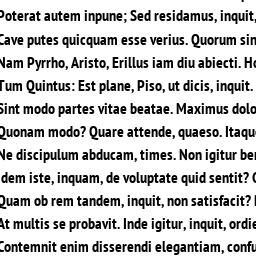 Poterat autem inpune; Sed residamus, inquit,
Cave putes quicquam esse verius. Quorum sin
Nam Pyrrho, Aristo, Erillus iam diu abiecti. Ho
Tum Quintus: Est plane, Piso, ut dicis, inquit.
Sint modo partes vitae beatae. Maximus dolo
Quonam modo? Quare attende, quaeso. Itaque
Ne discipulum abducam, times. Non igitur ber
dem iste, inquam, de voluptate quid sentit? C
Quam ob rem tandem, inquit, non satisfacit? I
At multis se probavit. Inde igitur, inquit, ordie
Contemnit enim disserendi elegantiam, confu